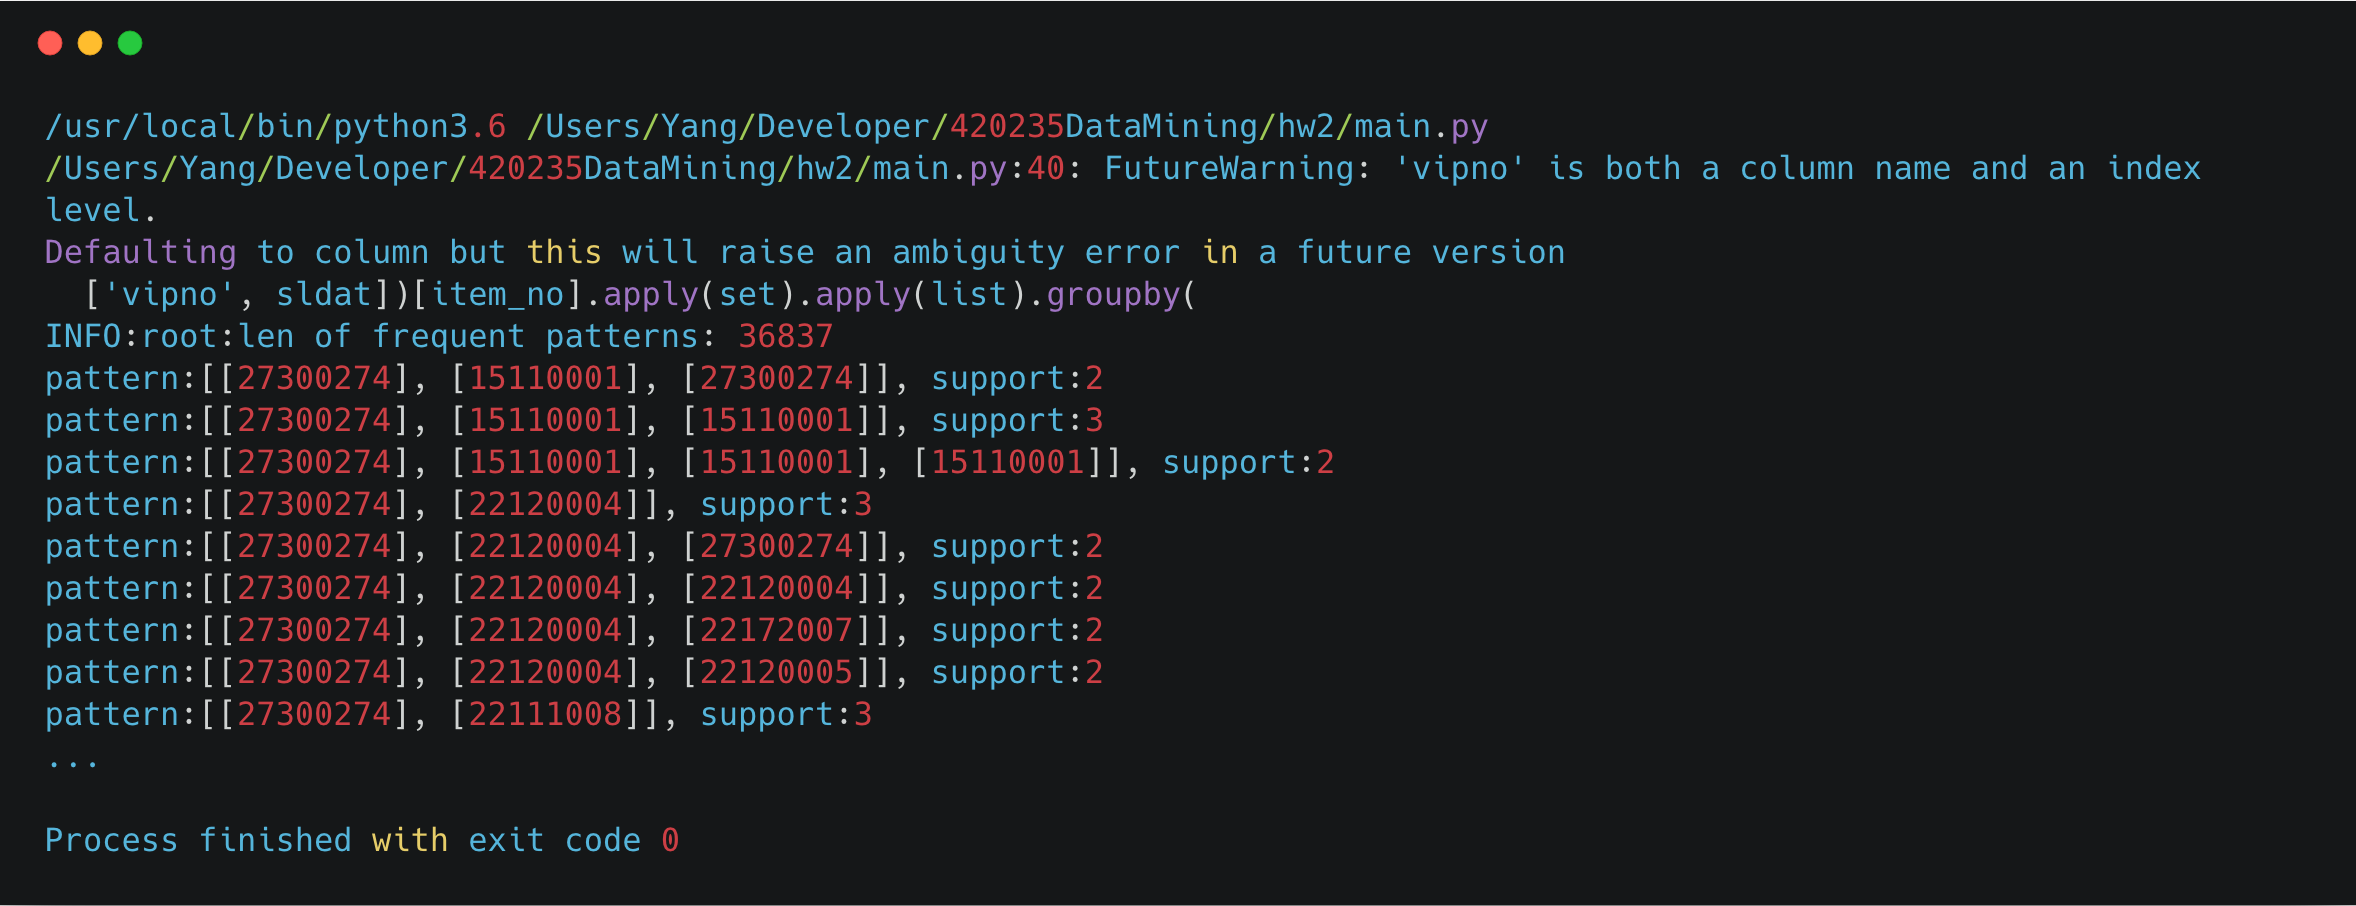 /usr/local/bin/python3.6 /Users/Yang/Developer/420235DataMining/hw2/main.py
/Users/Yang/Developer/420235DataMining/hw2/main.py:40: FutureWarning: 'vipno' is both a column name and an index
level.
Defaulting to column but this will raise an ambiguity error in a future version
  ['vipno', sldat])[item_no].apply(set).apply(list).groupby(
INFO:root:len of frequent patterns: 36837
pattern:[[27300274], [15110001], [27300274]], support:2
pattern:[[27300274], [15110001], [15110001]], support:3
pattern:[[27300274], [15110001], [15110001], [15110001]], support:2
pattern:[[27300274], [22120004]], support:3
pattern:[[27300274], [22120004], [27300274]], support:2
pattern:[[27300274], [22120004], [22120004]], support:2
pattern:[[27300274], [22120004], [22172007]], support:2
pattern:[[27300274], [22120004], [22120005]], support:2
pattern:[[27300274], [22111008]], support:3
...
Process finished with exit code 0